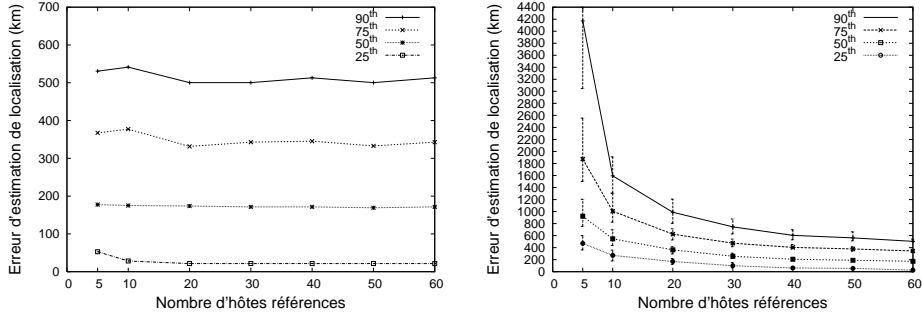 Erreur d'estimation de localisation (km)
700
600
500
400
300
200
100
0
0 5 10 20 30 40 50 60
Nombre d'hôtes références
90th
75th
50th
25th
Erreur d'estimation de localisation (km)
4400
4200
4000
3800
3600
3400
3200
3000
2800
2600
2400
2200
2000
1800
1600
1400
1200
1000
800
600
400
200
0
0 5 10 20 30 40 50 60
Nombre d'hôtes références
90th
75th
50th
25th